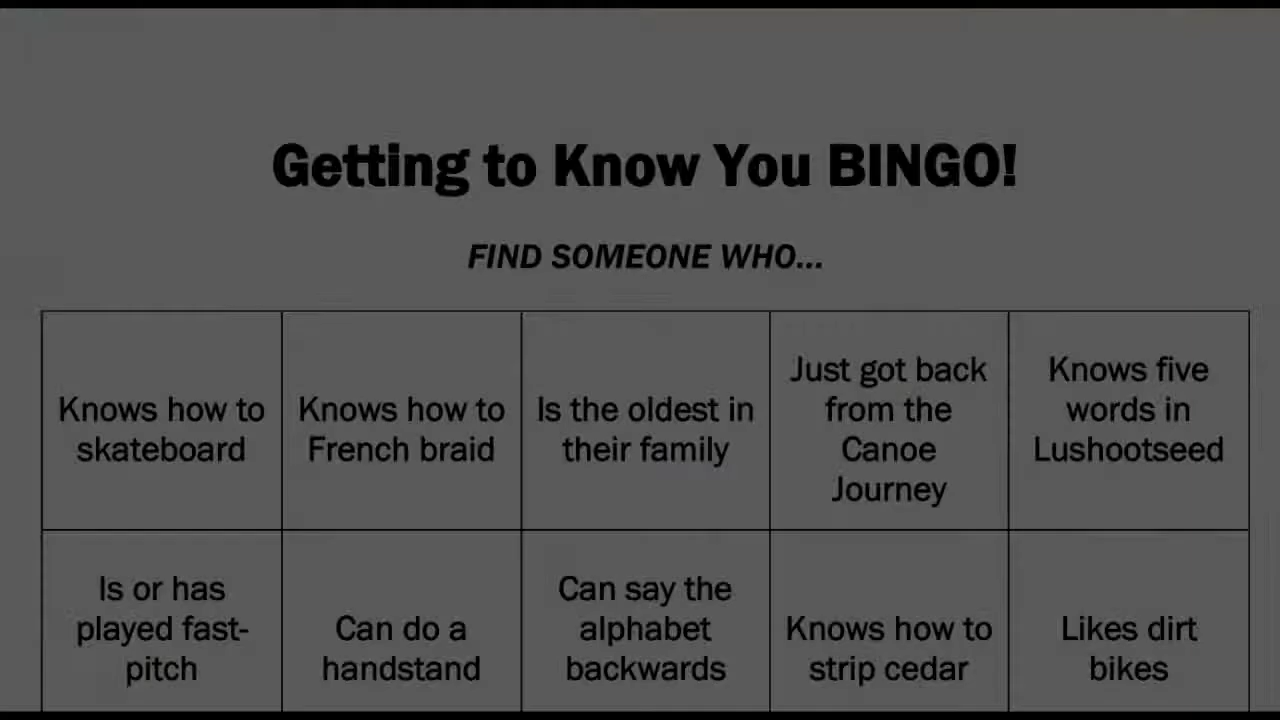 Getting to Know You BINGO!
FIND SOMEONE WHO...
Knows how to
skateboard
Knows how to
French braid
Is the oldest in
their family
Just got back
from the
Canoe
Journey
Knows five
words in
Lushootseed
Is or has
played fast-
pitch
Can do a
handstand
Can say the
alphabet
backwards
Knows how to
strip cedar
Likes dirt
bikes